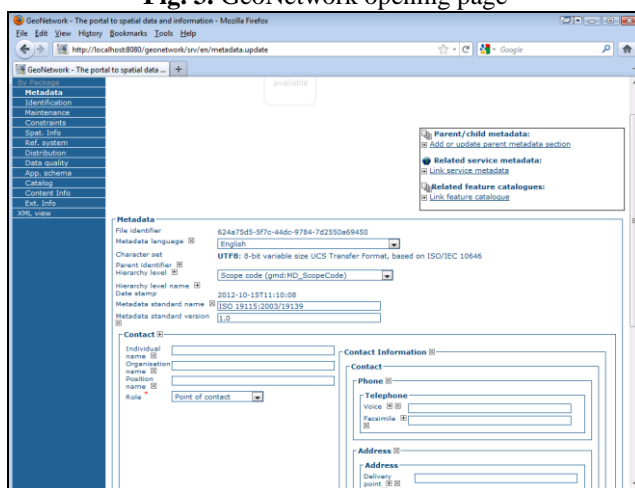 Fig. 3. GeoNetwork opening page
GeoNetwork - The portal to spatial data and information - Mozilla Firefox
File Edit View History Bookmarks Tools Help
http://localhost:8080/geonetwork/srv/en/metadata.update
Google
GeoNetwork - The portal to spatial data ...
available
By Package
Metadata
Identification
Maintenance
Constraints
Spat. Info
Ref. system
Distribution
Data quality
App. schema
Catalog
Content Info
Ext. Info
XML view
Parent/child metadata:
Add or update parent metadata section
Related service metadata:
Link service metadata
Related feature catalogues:
Link feature catalogue
Metadata
File identifier 624a75d5-5f7c-44dc-9784-7d2550a69450
Metadata language English
Character set UTF8: 8-bit variable size UCS Transfer Format, based on ISO/IEC 10646
Parent identifier
Hierarchy level Scope code (gmd:MD_ScopeCode)
Hierarchy level name
Date stamp 2012-10-15T11:10:08
Metadata standard name ISO 19115:2003/19139
Metadata standard version 1.0
Contact
Individual name
Organisation name
Position name
Role * Point of contact
Contact Information
Contact
Phone
Telephone
Voice
Facsimile
Address
Address
Delivery point